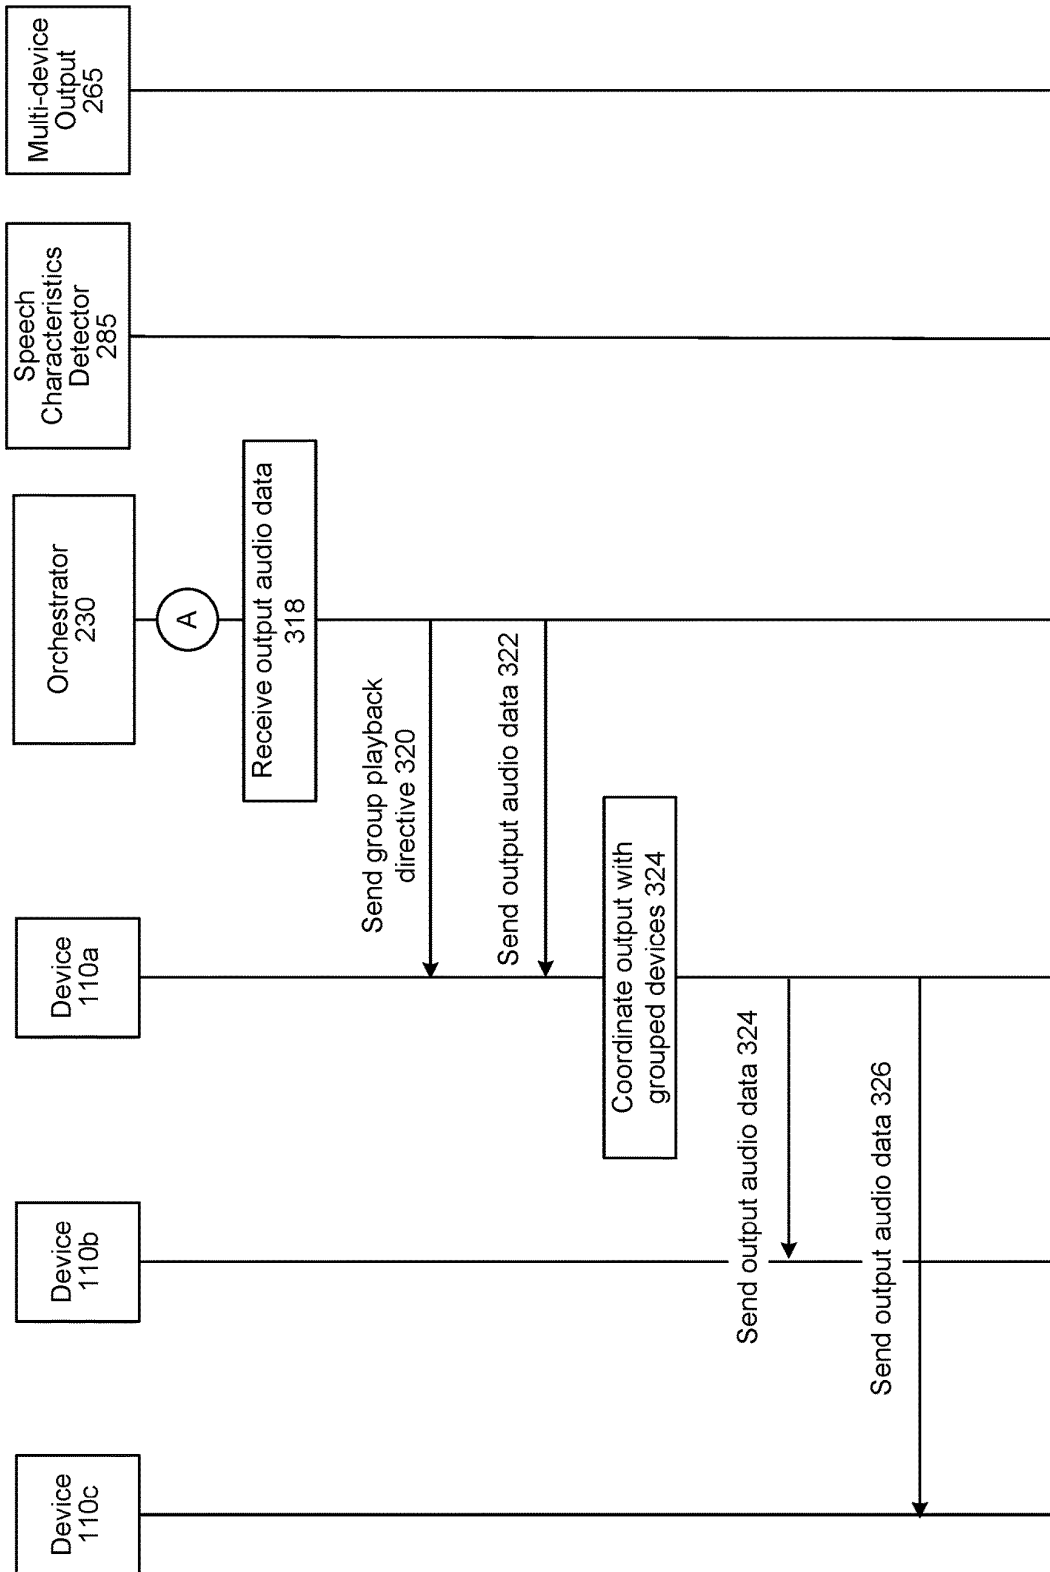 Device
110c
Device
110b
Device
110a
Orchestrator
230
Speech
Characteristics
Detector
285
Multi-device
Output
265
A
Receive output audio data
318
Send group playback
directive 320
Send output audio data 322
Coordinate output with
grouped devices 324
Send output audio data 324
Send output audio data 326